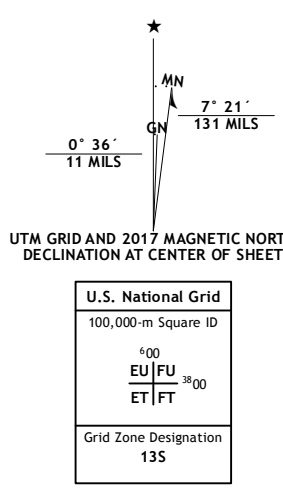 ★
MN
GN
7° 21´
131 MILS
0° 36´
11 MILS
UTM GRID AND 2017 MAGNETIC NORT
DECLINATION AT CENTER OF SHEET
U.S. National Grid
100,000-m Square ID
⁶00
EU FU
³⁸00
ET FT
Grid Zone Designation
13S